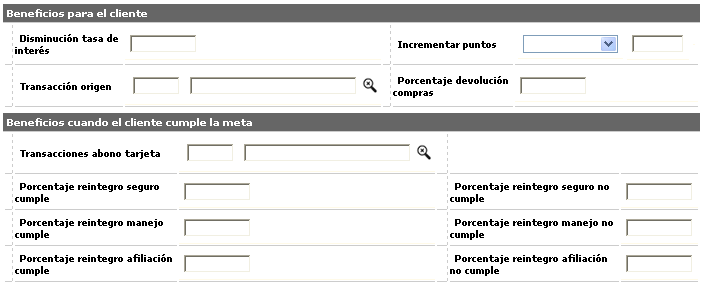 Beneficios para el cliente
Disminución tasa de
interés
Incrementar puntos
Transacción origen
Porcentaje devolución
compras
Beneficios cuando el cliente cumple la meta
Transacciones abono tarjeta
Porcentaje reintegro seguro
cumple
Porcentaje reintegro seguro no
cumple
Porcentaje reintegro manejo
cumple
Porcentaje reintegro manejo no
cumple
Porcentaje reintegro afiliación
cumple
Porcentaje reintegro afiliación
no cumple